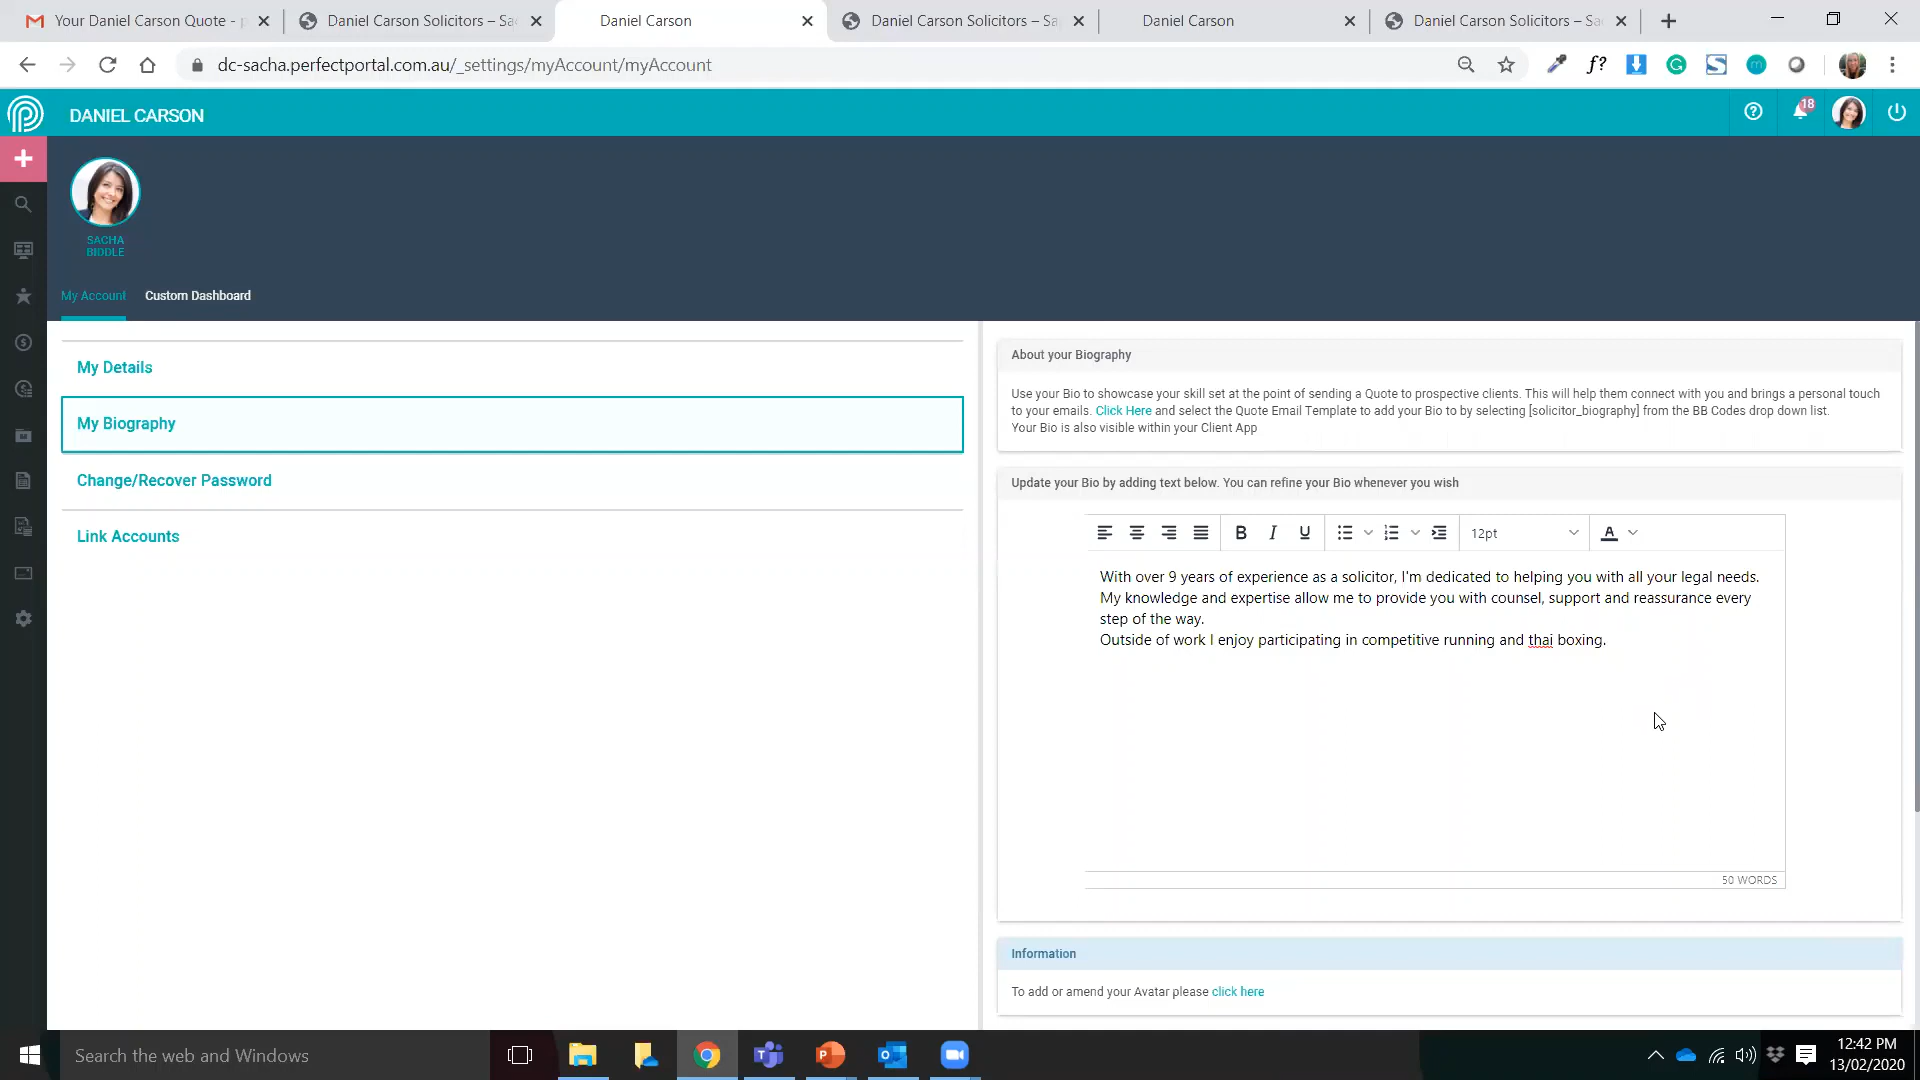 Your Daniel Carson Quote -
Daniel Carson Solicitors – Sa
Daniel Carson
Daniel Carson Solicitors – Sa
Daniel Carson
Daniel Carson Solicitors – Sa
dc-sacha.perfectportal.com.au/_settings/myAccount/myAccount
f?
DANIEL CARSON
18
SACHA
BIDDLE
My Account
Custom Dashboard
My Details
My Biography
Change/Recover Password
Link Accounts
About your Biography
Use your Bio to showcase your skill set at the point of sending a Quote to prospective clients. This will help them connect with you and brings a personal touch
to your emails. Click Here and select the Quote Email Template to add your Bio to by selecting [solicitor_biography] from the BB Codes drop down list.
Your Bio is also visible within your Client App
Update your Bio by adding text below. You can refine your Bio whenever you wish
B I U 12pt A
With over 9 years of experience as a solicitor, I'm dedicated to helping you with all your legal needs.
My knowledge and expertise allow me to provide you with counsel, support and reassurance every
step of the way.
Outside of work I enjoy participating in competitive running and thai boxing.
50 WORDS
Information
To add or amend your Avatar please click here
Search the web and Windows
12:42 PM
13/02/2020